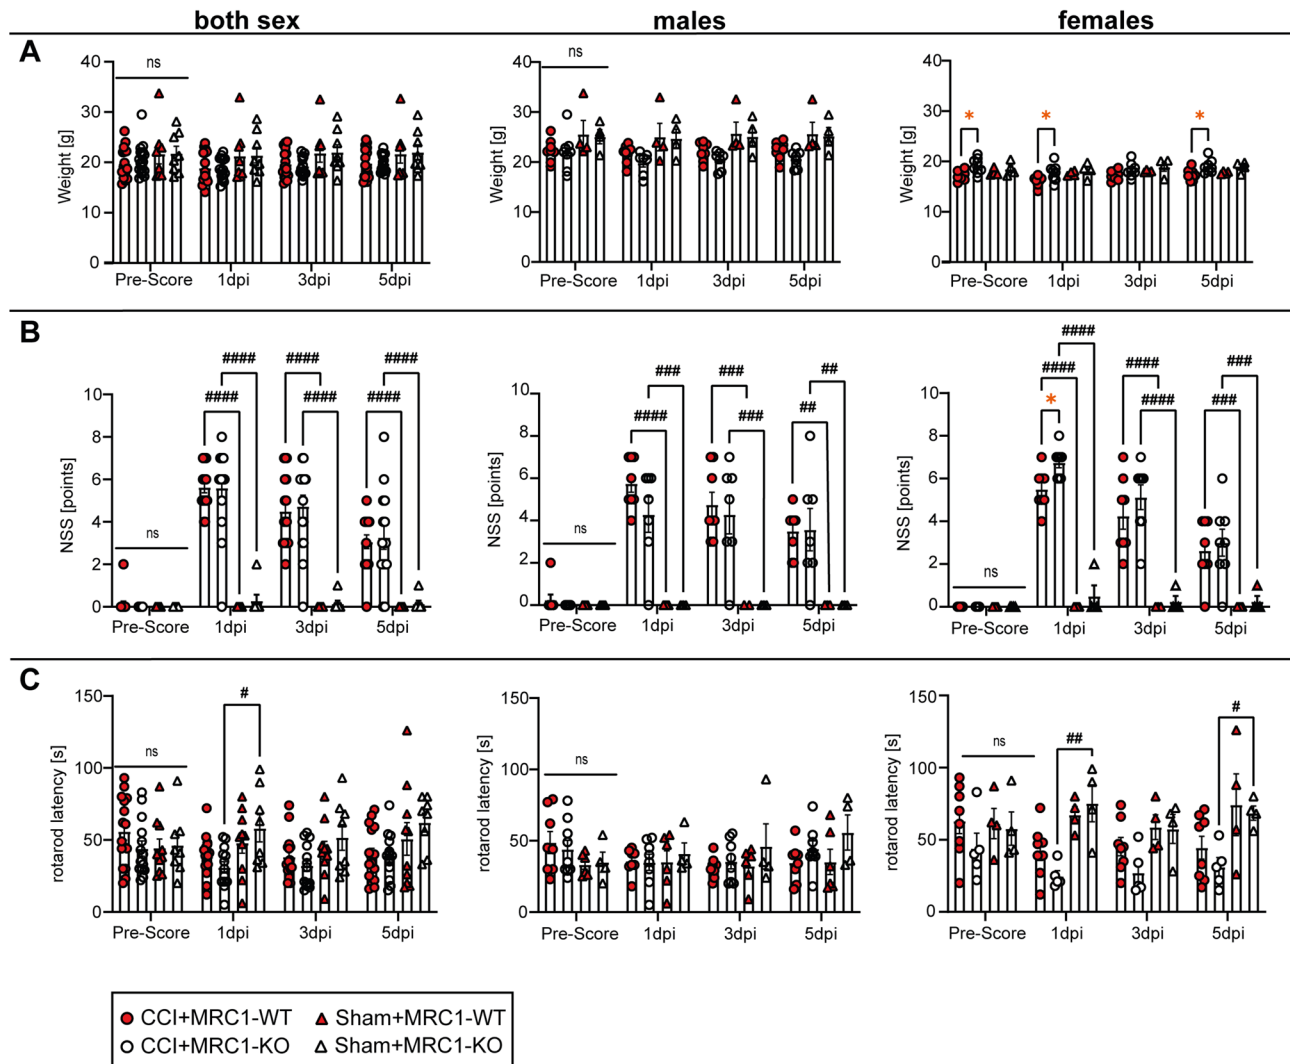 both sex males females
A
ns ns
* * *
Weight [g] Weight [g] Weight [g]
40 40 40
30 30 30
20 20 20
10 10 10
0 0 0
Pre-Score 1dpi 3dpi 5dpi Pre-Score 1dpi 3dpi 5dpi Pre-Score 1dpi 3dpi 5dpi
B
#### #### #### ### ## #### #### ###
#### #### #### #### ### ## #### #### ###
*
ns ns ns
NSS [points] NSS [points] NSS [points]
10 10 10
8 8 8
6 6 6
4 4 4
2 2 2
0 0 0
Pre-Score 1dpi 3dpi 5dpi Pre-Score 1dpi 3dpi 5dpi Pre-Score 1dpi 3dpi 5dpi
C
# ## #
ns ns ns
rotarod latency [s] rotarod latency [s] rotarod latency [s]
150 150 150
100 100 100
50 50 50
0 0 0
Pre-Score 1dpi 3dpi 5dpi Pre-Score 1dpi 3dpi 5dpi Pre-Score 1dpi 3dpi 5dpi
CCI+MRC1-WT Sham+MRC1-WT
CCI+MRC1-KO Sham+MRC1-KO